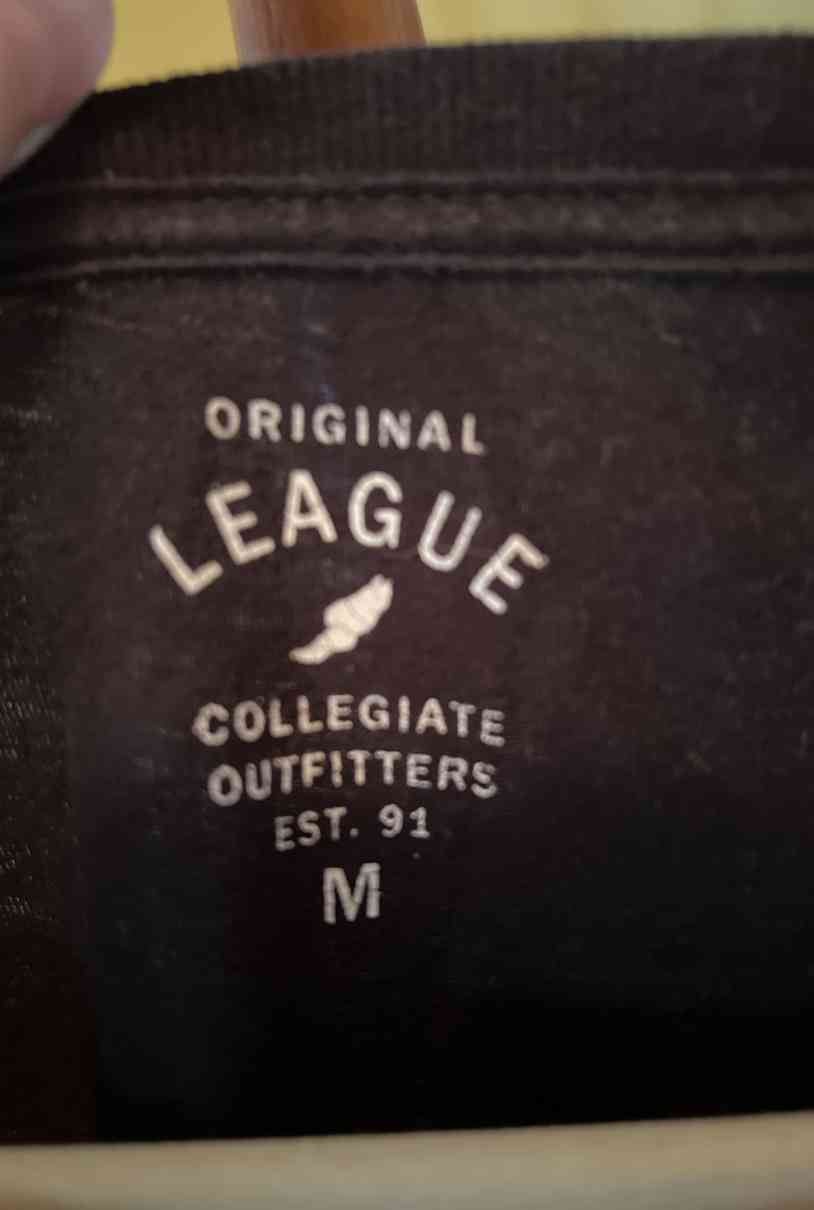 ORIGINAL
LEAGUE
COLLEGIATE
OUTFITTERS
EST. 91
M